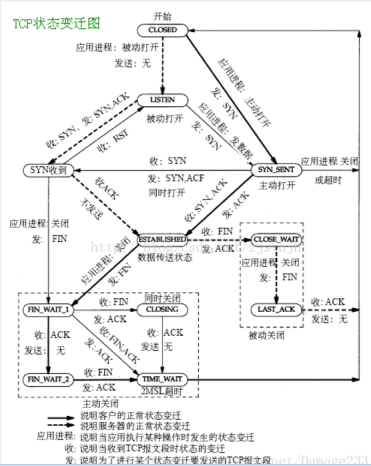 TCP状态变迁图
开始
CLOSED
应用进程：被动打开
发送：无
应用进程：主动打开
发：SYN
LISTEN
被动打开
收：SYN；发：SYN,ACK
收：RST
应用进程：发数据
发：SYN
SYN收到
收：SYN
发：SYN,ACF
同时打开
SYN_SENT
主动打开
应用进程 关闭
或超时
收ACK
不发送
收：SYN, ACK
发：ACK
应用进程：关闭
发：FIN
ESTABLISHED
数据传送状态
应用进程：关闭
发：FIN
收：FIN
发：ACK
CLOSE_WAIT
应用进程：关闭
发：FIN
LAST_ACK
收：ACK
发送：无
被动关闭
FIN_WAIT_1
收：FIN
发：ACK
同时关闭
CLOSING
收：ACK
发送：无
收：FIN,ACK
发：ACK
收：ACK
发送：无
FIN_WAIT_2
收：FIN
发：ACK
TIME_WAIT
2MSL超时
主动关闭
说明客户的正常状态变迁
说明服务器的正常状态变迁
应用进程：说明当应用执行某种操作时发生的状态变迁
收：说明当收到TCP报文段时状态的变迁
发：说明为了进行某个状态变迁要发送的TCP报文段